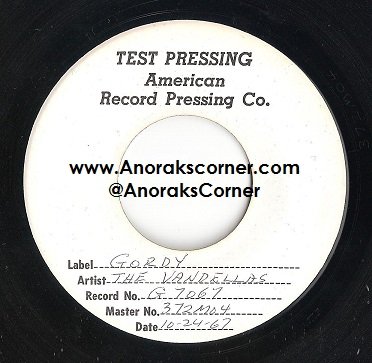 TEST PRESSING
American
Record Pressing Co.
www.Anorakscorner.com
@AnoraksCorner
Label GORDY
Artist THE VANDELLAS
Record No. G 7067
Master No. 372M04
Date 10-24-67